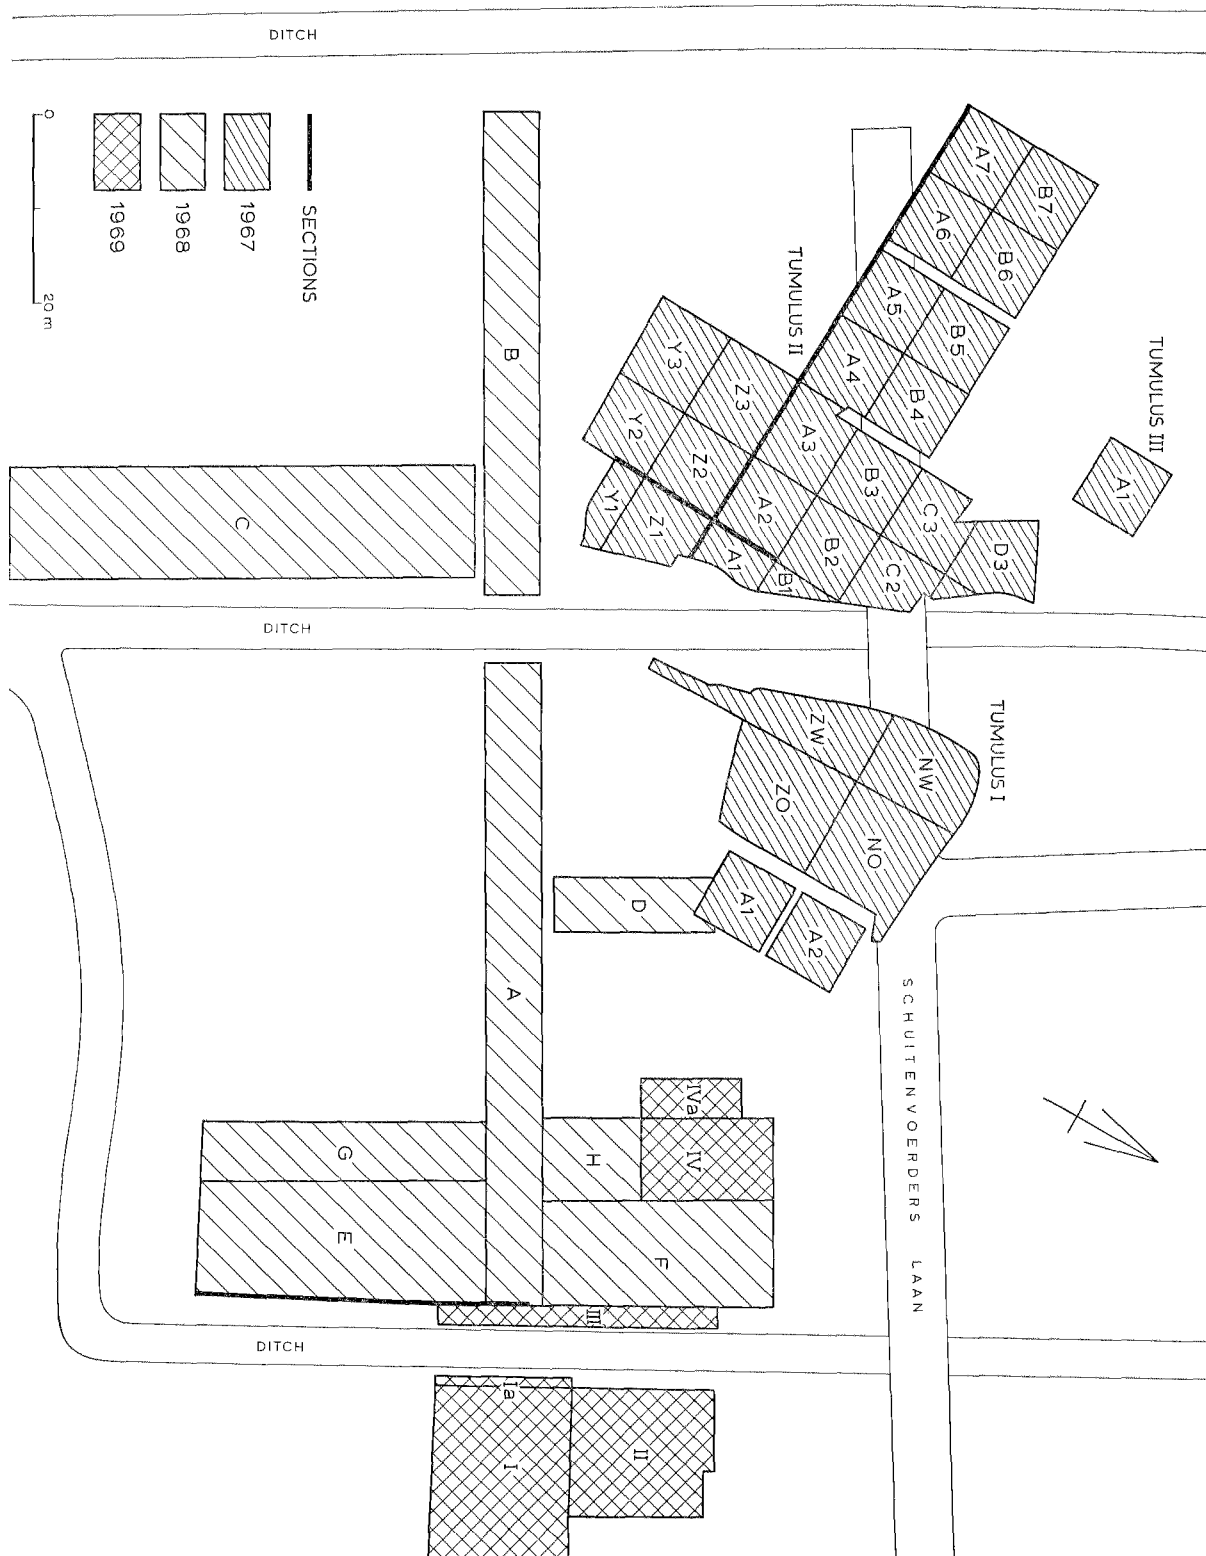 DITCH
0
20 m
1969
1968
1967
SECTIONS
B
C
TUMULUS II
A7
B7
A6
B6
A5
B5
A4
B4
Y3
Z3
A3
B3
C3
D3
Y2
Z2
A2
B2
C2
Y1
Z1
A1
B1
TUMULUS III
A1
DITCH
TUMULUS I
ZW
NW
ZO
NO
A1
A2
D
A
SCHUITENVOERDERS LAAN
IVa
IV
H
G
E
F
III
DITCH
Ia
I
II